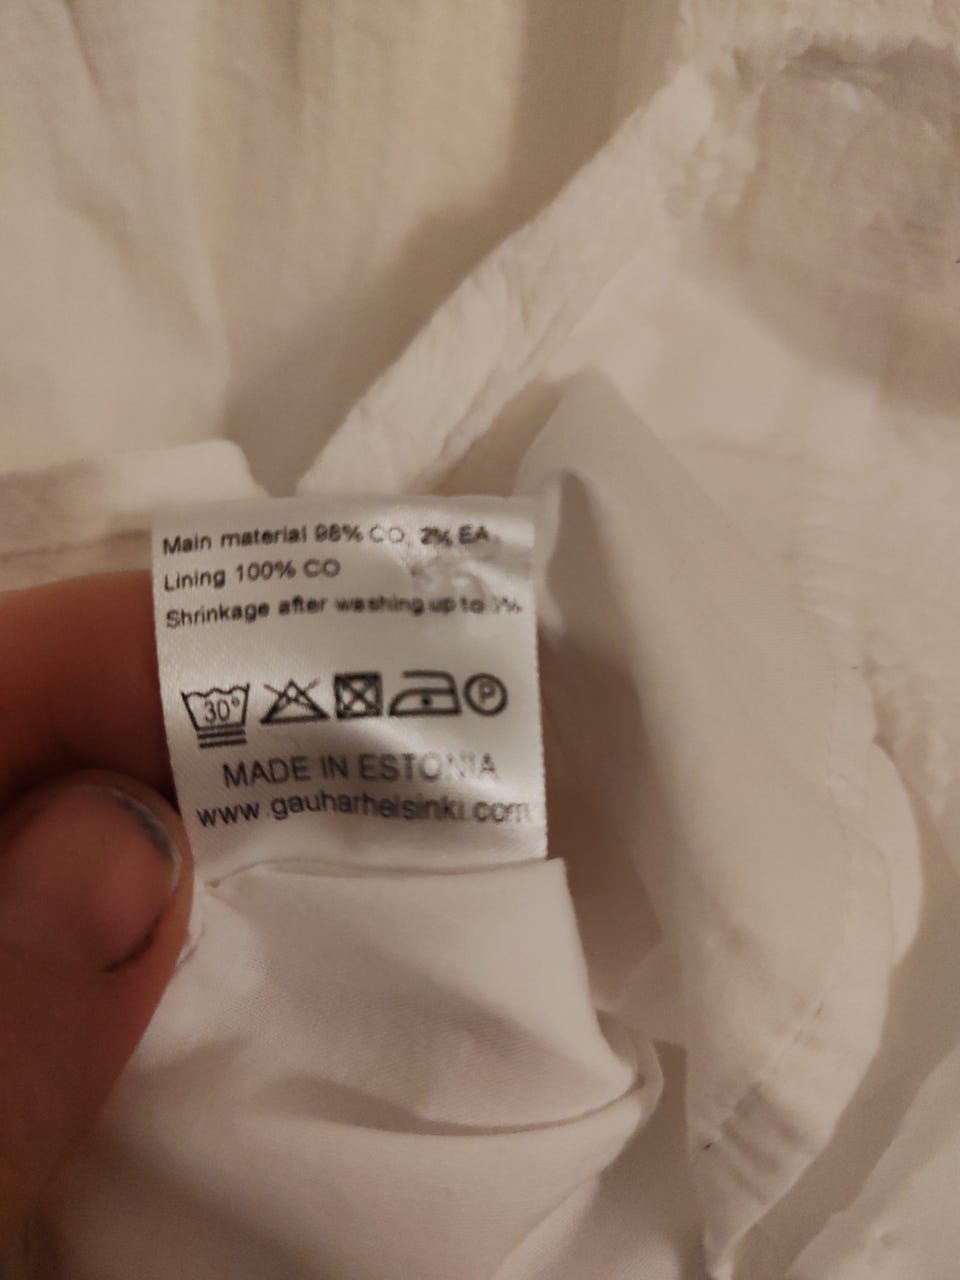 Main material 98% CO, 2% EA
Lining 100% CO
Shrinkage after washing up to 3%
30°
P
MADE IN ESTONIA
www.gauharhelsinki.com